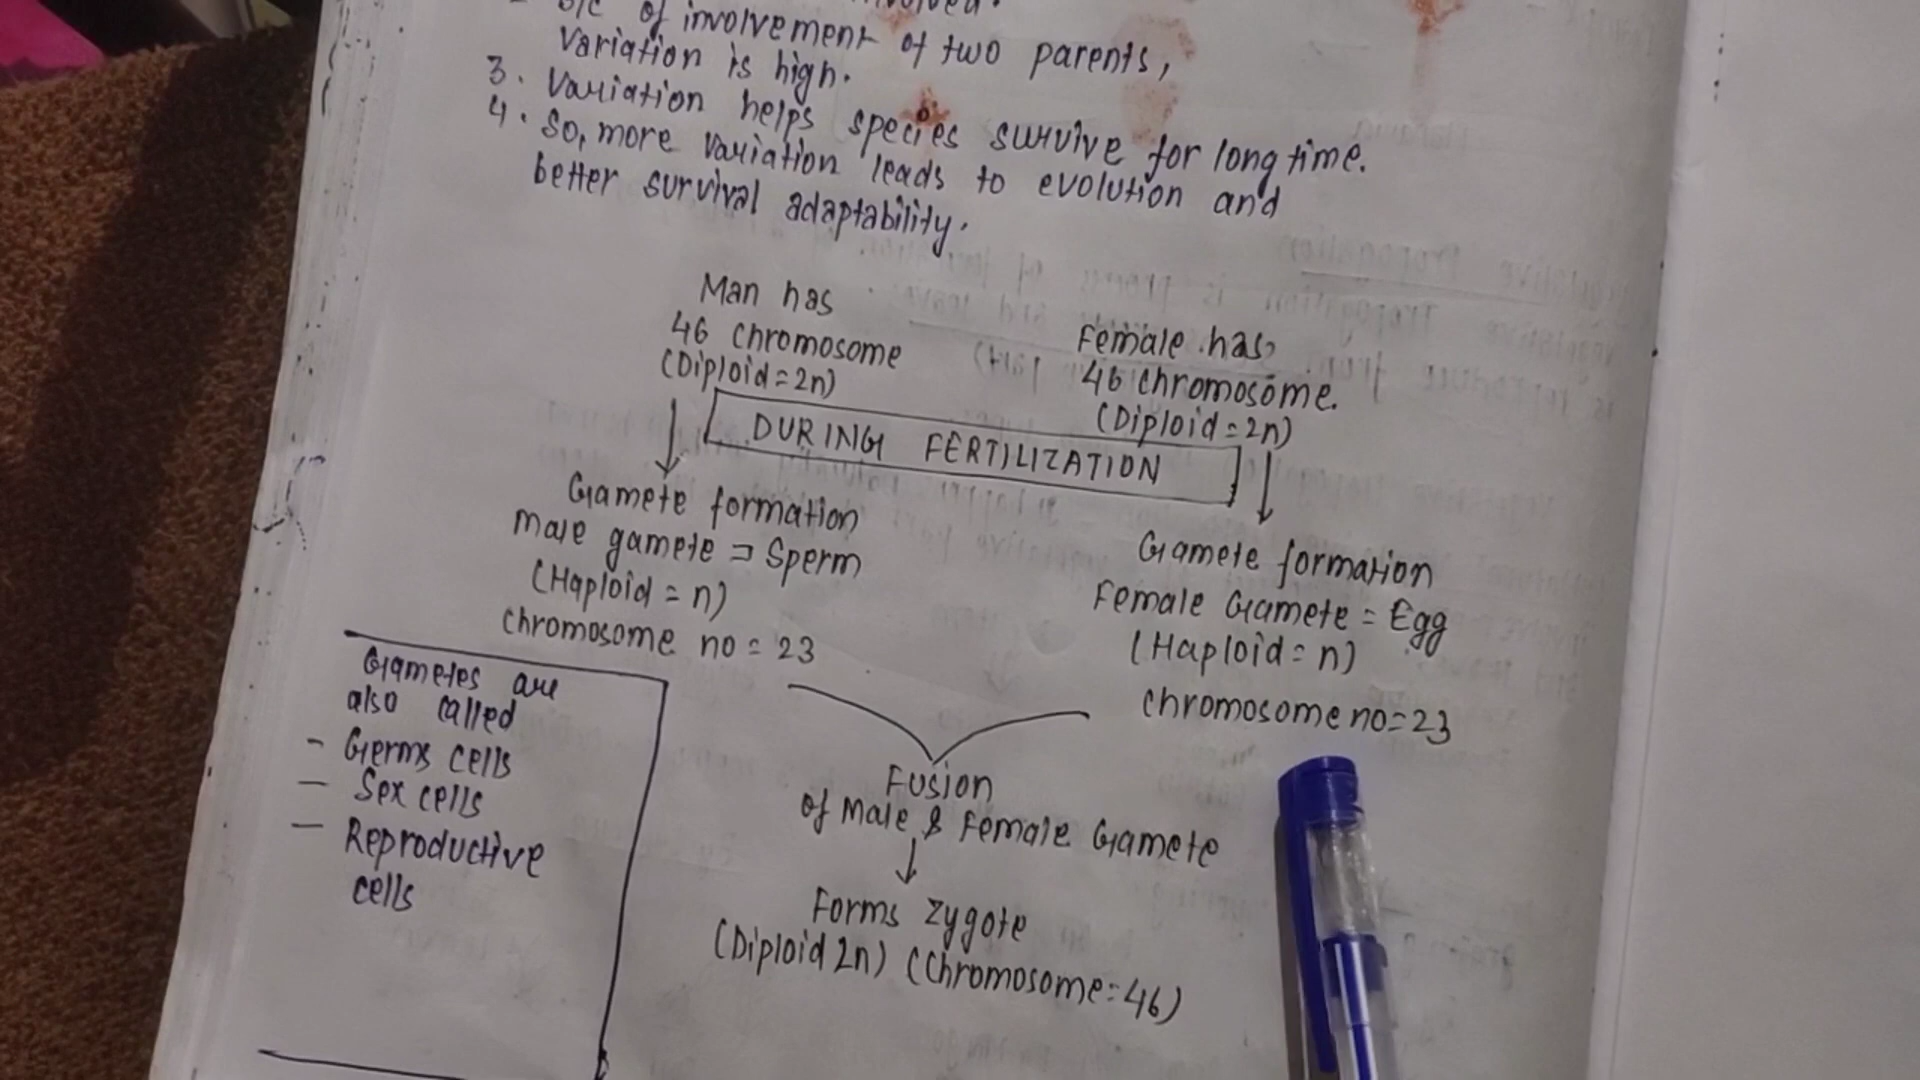 b/c of involvement of two parents,
variation is high.
3. Variation helps species survive for long time.
4. So, more variation leads to evolution and
better survival adaptability.
Man has
46 chromosome
(Diploid = 2n)
Female has
46 chromosome.
(Diploid = 2n)
DURING FERTILIZATION
Gamete formation
male gamete = Sperm
(Haploid = n)
chromosome no = 23
Gamete formation
Female Gamete = Egg
(Haploid = n)
chromosome no = 23
Gametes are
also called
- Germs cells
- Sex cells
- Reproductive
cells
Fusion
of Male & Female Gamete
Forms zygote
(Diploid 2n) (Chromosome = 46)